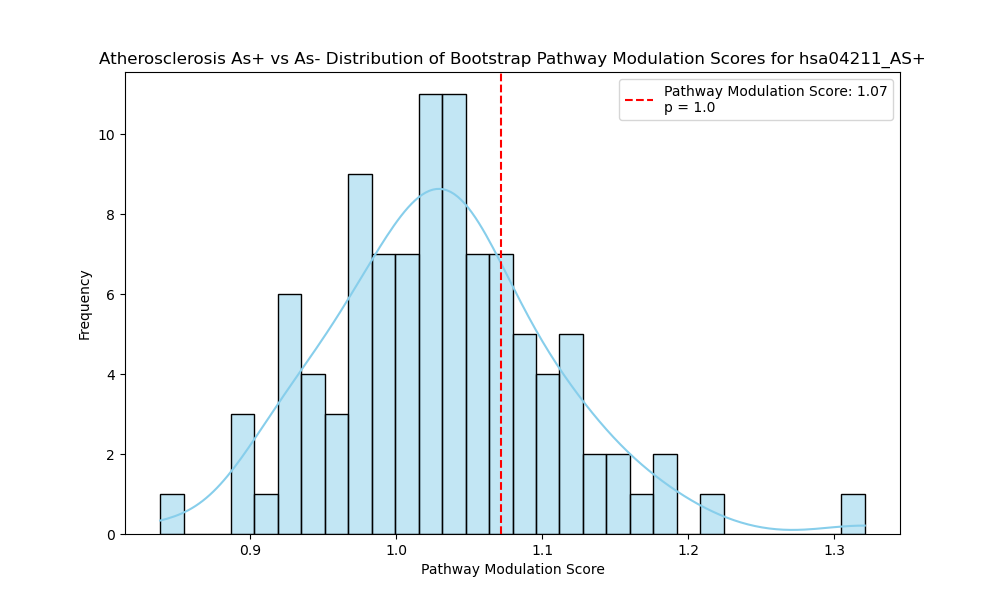 Atherosclerosis As+ vs As- Distribution of Bootstrap Pathway Modulation Scores for hsa04211_AS+
Pathway Modulation Score: 1.07
p = 1.0
10
8
6
4
2
0
Frequency
0.9 1.0 1.1 1.2 1.3
Pathway Modulation Score